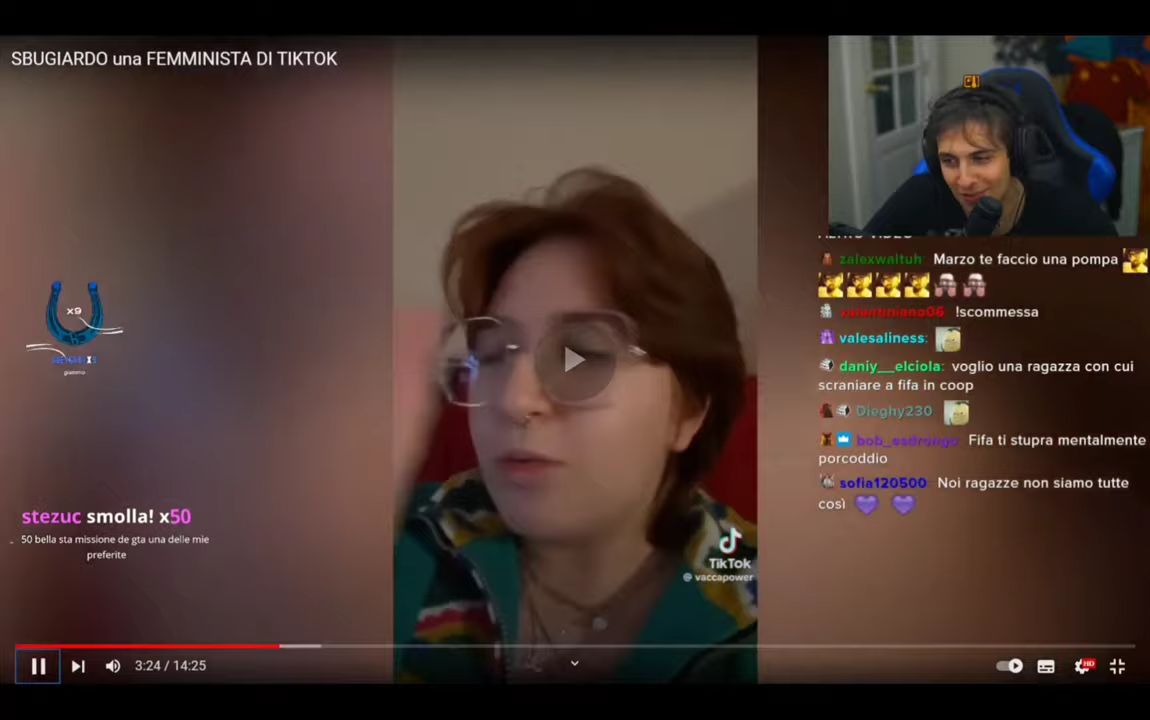 SBUGIARDO una FEMMINISTA DI TIKTOK
x9
giammo
stezuc smolla! x50
50 bella sta missione de gta una delle mie
preferite
TikTok
@vaccapower
zalexwaltuh: Marzo te faccio una pompa
!scommessa
valesaliness:
daniy__elciola: voglio una ragazza con cui
scraniare a fifa in coop
Dieghy230
bob_esdrongo Fifa ti stupra mentalmente
porcoddio
sofia120500: Noi ragazze non siamo tutte
così
3:24 / 14:25
HD